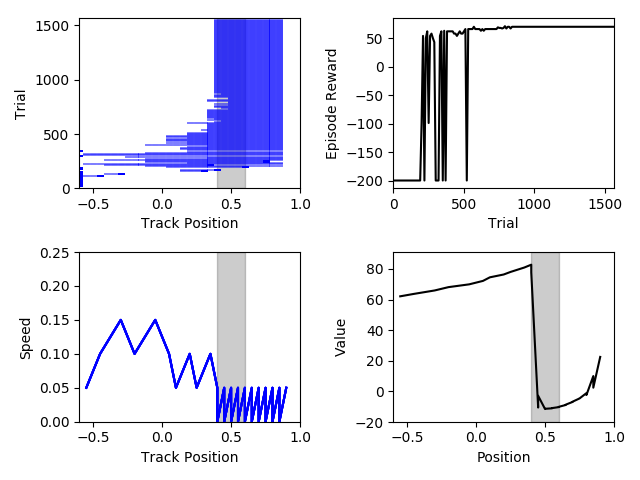 1500
1000
500
0
Trial
−0.5 0.0 0.5 1.0
Track Position
50
0
−50
−100
−150
−200
Episode Reward
0 500 1000 1500
Trial
0.25
0.20
0.15
0.10
0.05
0.00
Speed
−0.5 0.0 0.5 1.0
Track Position
80
60
40
20
0
−20
Value
−0.5 0.0 0.5 1.0
Position